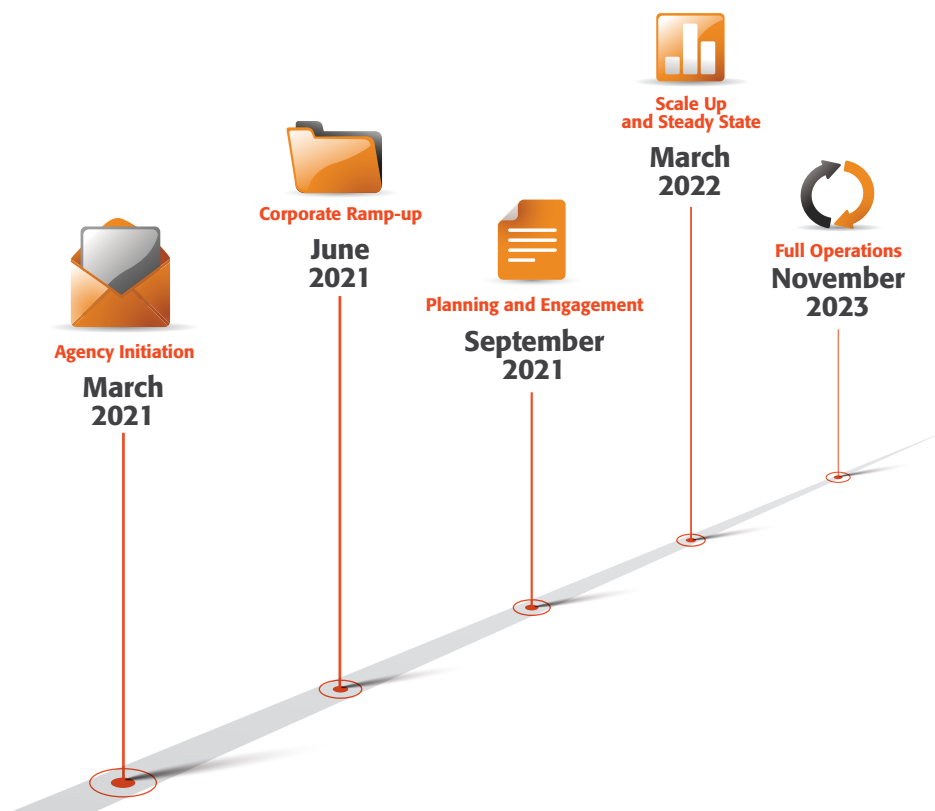 Agency Initiation
March
2021
Corporate Ramp-up
June
2021
Planning and Engagement
September
2021
Scale Up
and Steady State
March
2022
Full Operations
November
2023